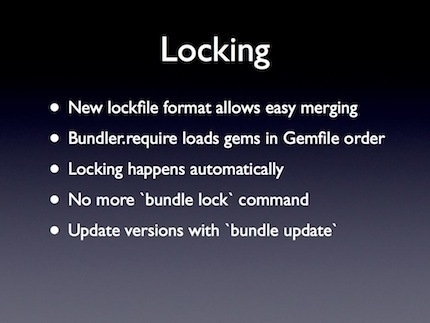 Locking
• New lockfile format allows easy merging
• Bundler.require loads gems in Gemfile order
• Locking happens automatically
• No more `bundle lock` command
• Update versions with `bundle update`